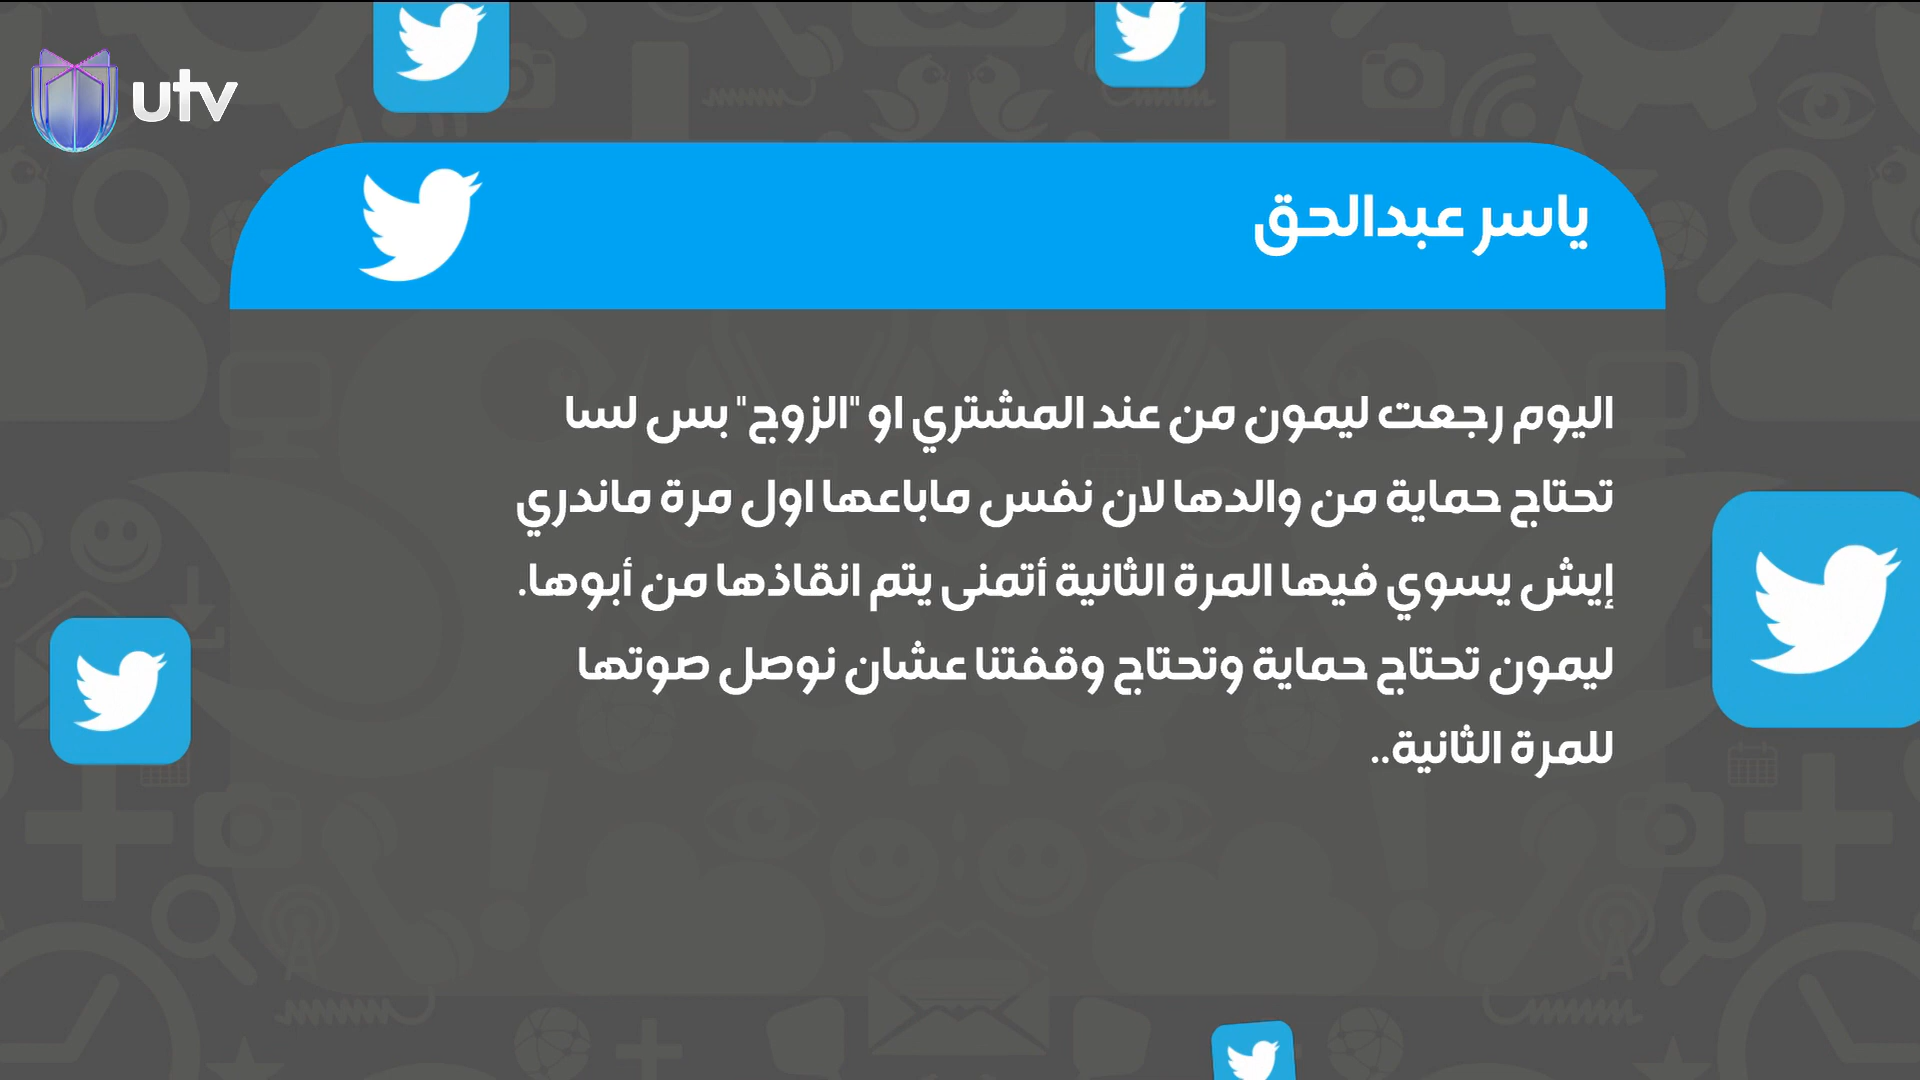 utv
ياسر عبدالحق
اليوم رجعت ليمون من عند المشتري او "الزوج" بس لسا
تحتاج حماية من والدها لان نفس ماباعها اول مرة ماندري
إيش يسوي فيها المرة الثانية أتمنى يتم انقاذها من أبوها.
ليمون تحتاج حماية وتحتاج وقفتنا عشان نوصل صوتها
للمرة الثانية..